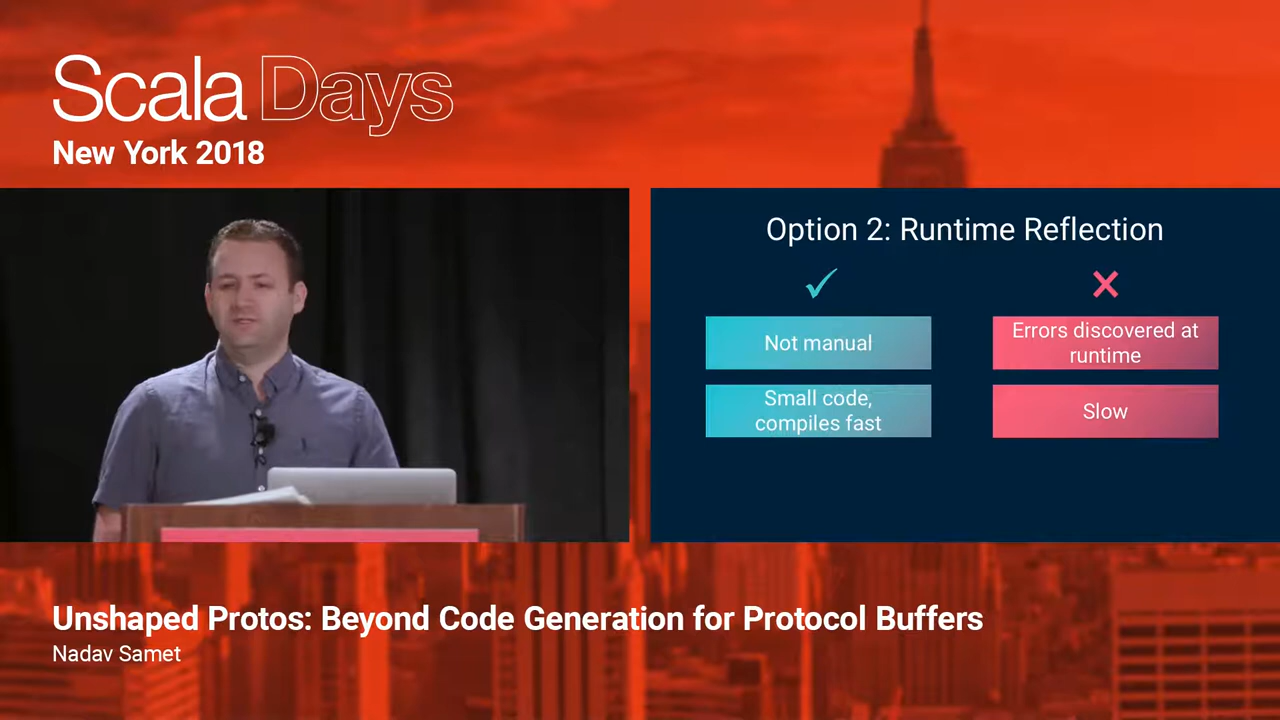 Scala Days
New York 2018
Option 2: Runtime Reflection
Not manual
Errors discovered at
runtime
Small code,
compiles fast
Slow
Unshaped Protos: Beyond Code Generation for Protocol Buffers
Nadav Samet